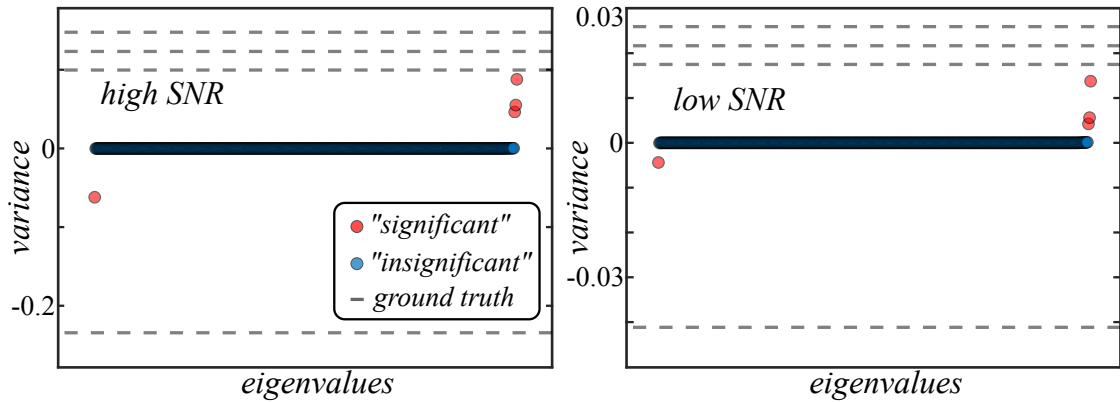 high SNR
0
-0.2
variance
"significant"
"insignificant"
ground truth
eigenvalues
0.03
low SNR
0
-0.03
variance
eigenvalues